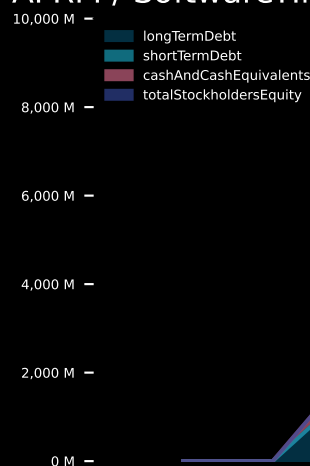 10,000 M
longTermDebt
shortTermDebt
cashAndCashEquivalents
totalStockholdersEquity
8,000 M
6,000 M
4,000 M
2,000 M
0 M